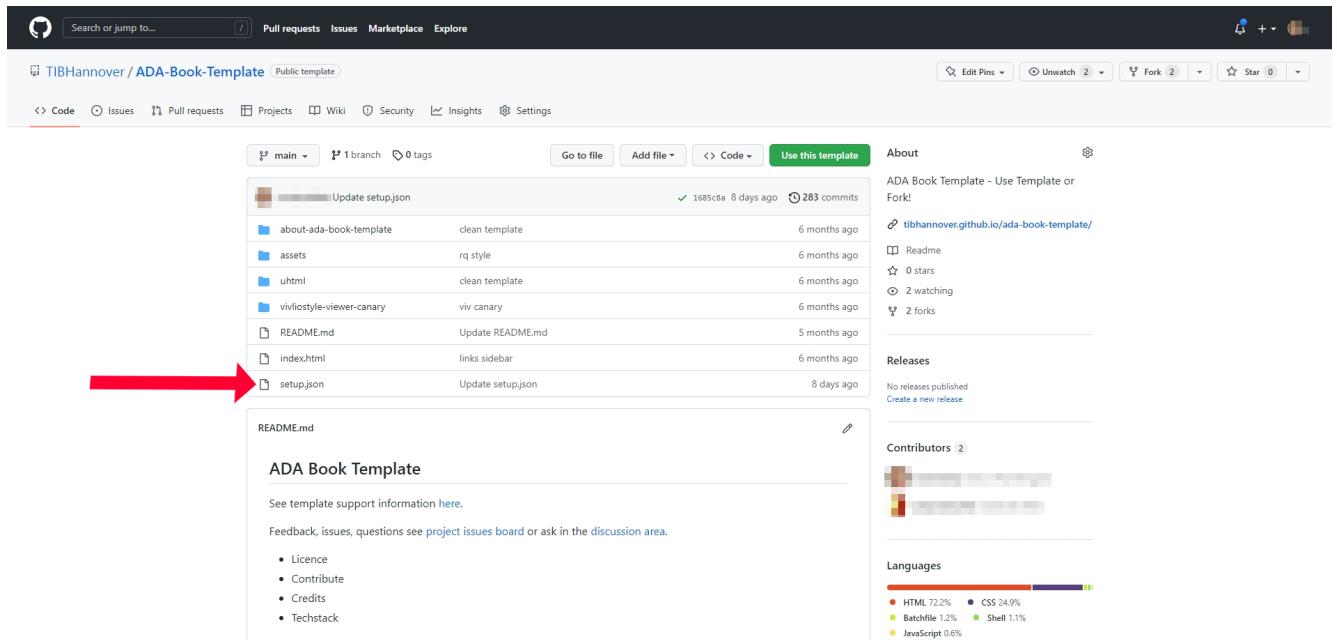 Search or jump to... /
Pull requests Issues Marketplace Explore
TIBHannover / ADA-Book-Template Public template
Edit Pins Unwatch 2 Fork 2 Star 0
<> Code Issues Pull requests Projects Wiki Security Insights Settings
main 1 branch 0 tags Go to file Add file <> Code Use this template
Update setup.json 1685c8a 8 days ago 283 commits
about-ada-book-template clean template 6 months ago
assets rq style 6 months ago
uhtml clean template 6 months ago
vivliostyle-viewer-canary viv canary 6 months ago
README.md Update README.md 5 months ago
index.html links sidebar 6 months ago
setup.json Update setup.json 8 days ago
README.md
ADA Book Template
See template support information here.
Feedback, issues, questions see project issues board or ask in the discussion area.
• Licence
• Contribute
• Credits
• Techstack
About
ADA Book Template - Use Template or
Fork!
tibhannover.github.io/ada-book-template/
Readme
0 stars
2 watching
2 forks
Releases
No releases published
Create a new release
Contributors 2
Languages
HTML 72.2% CSS 24.9%
Batchfile 1.2% Shell 1.1%
JavaScript 0.6%